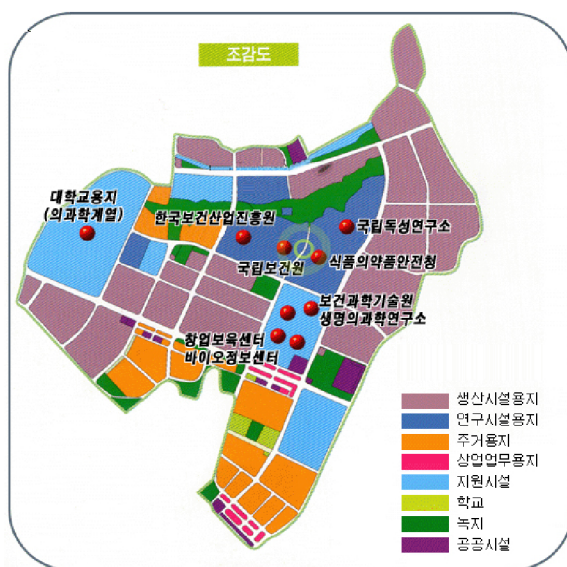 조감도
대학교용지
(의과학계열)
한국보건산업진흥원
국립독성연구소
국립보건원
식품의약품안전청
보건과학기술원
생명의과학연구소
창업보육센터
바이오정보센터
생산시설용지
연구시설용지
주거용지
상업업무용지
지원시설
학교
녹지
공공시설